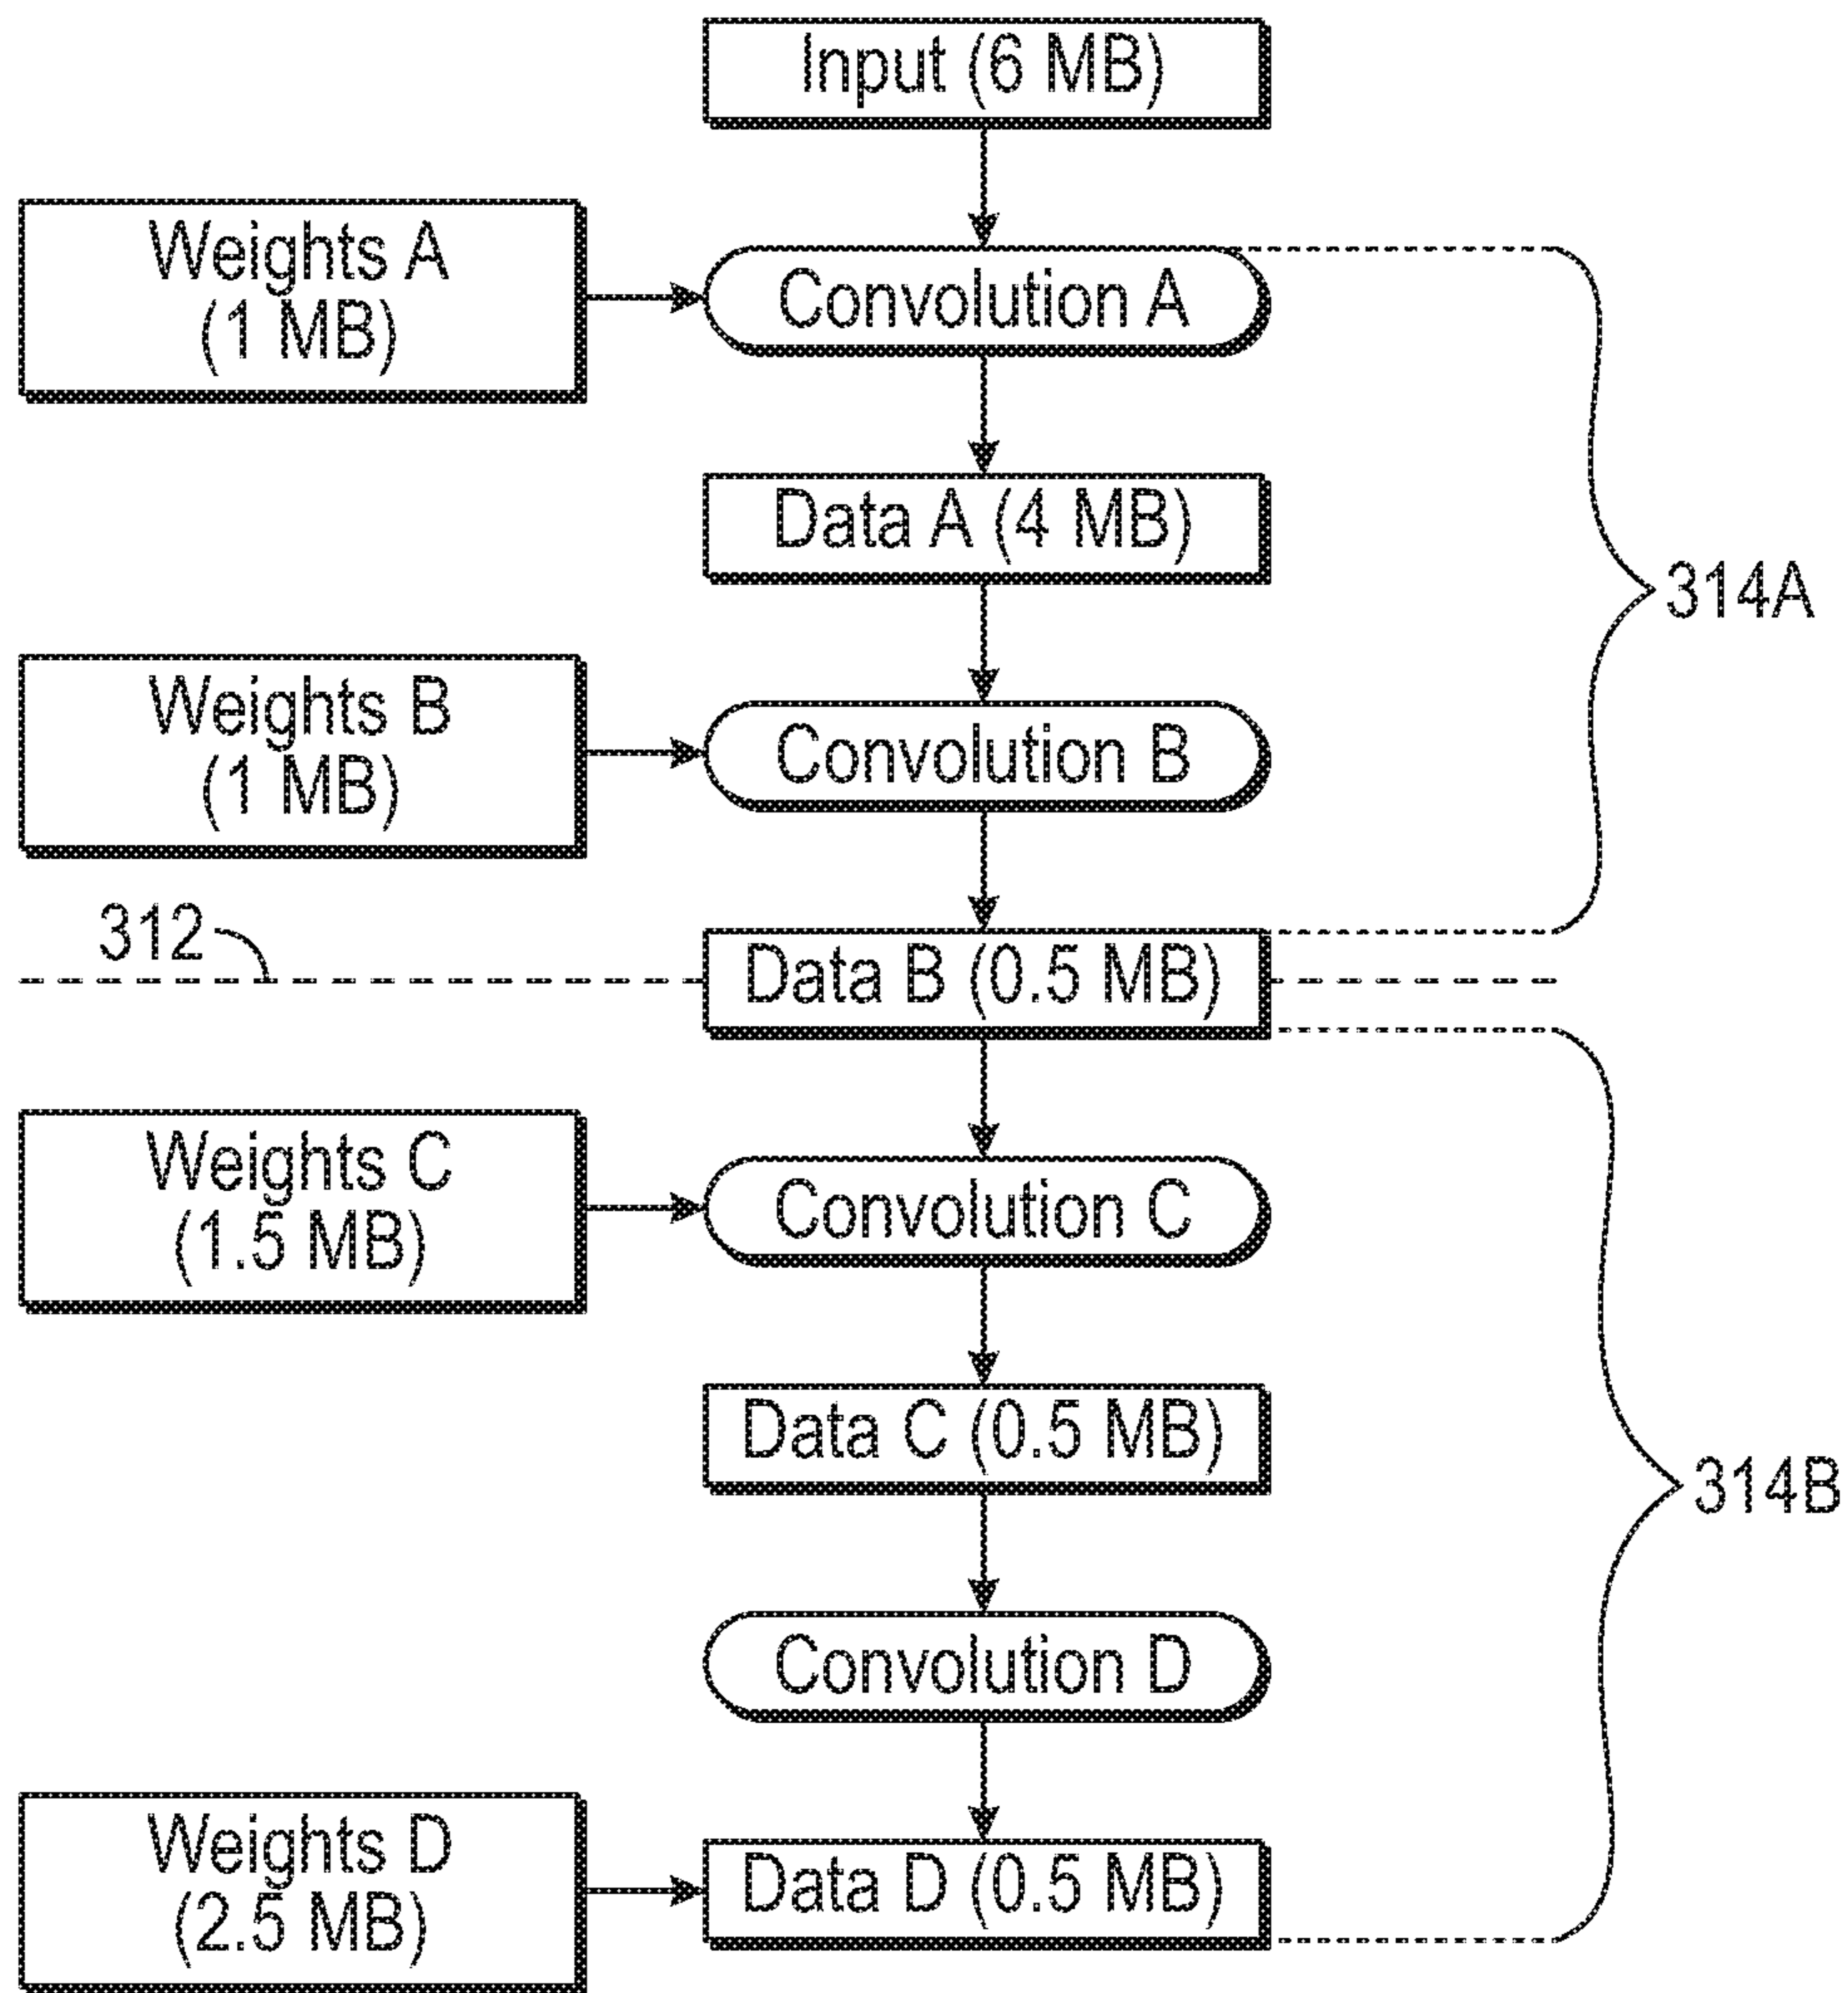 Input (6 MB)
Weights A
(1 MB)
Convolution A
Data A (4 MB)
314A
Weights B
(1 MB)
Convolution B
312
Data B (0.5 MB)
Weights C
(1.5 MB)
Convolution C
Data C (0.5 MB)
314B
Convolution D
Weights D
(2.5 MB)
Data D (0.5 MB)